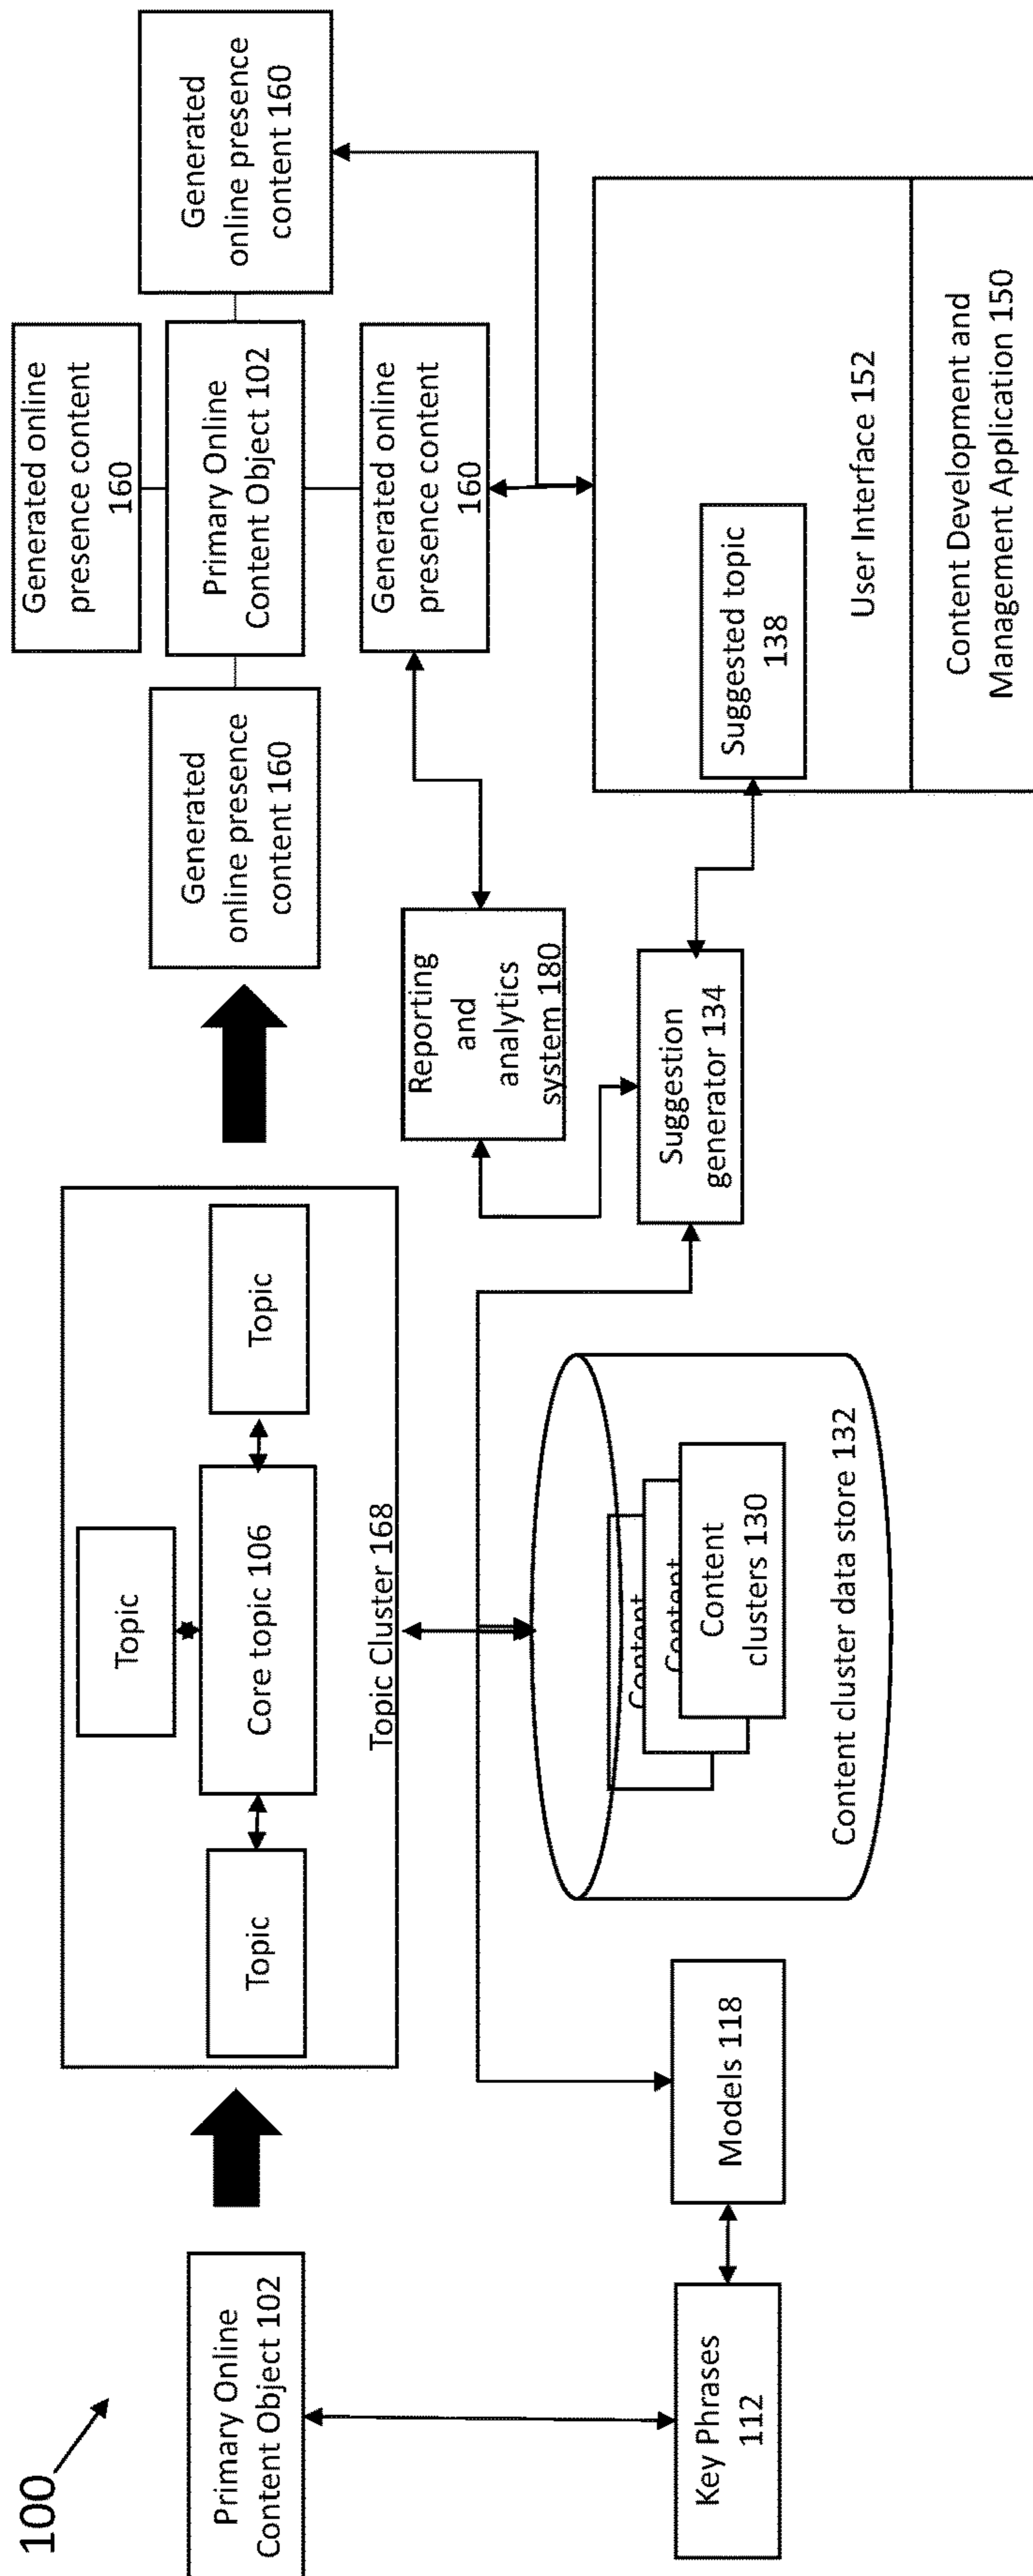 100
Primary Online
Content Object 102
Key Phrases
112
Models 118
Topic
Topic
Core topic 106
Topic
Topic Cluster 168
Content
Content
Content
clusters 130
Content cluster data store 132
Generated
online presence
content 160
Generated online
presence content
160
Primary Online
Content Object 102
Generated online
presence content
160
Generated
online presence
content 160
Reporting
and
analytics
system 180
Suggestion
generator 134
Suggested topic
138
User Interface 152
Content Development and
Management Application 150